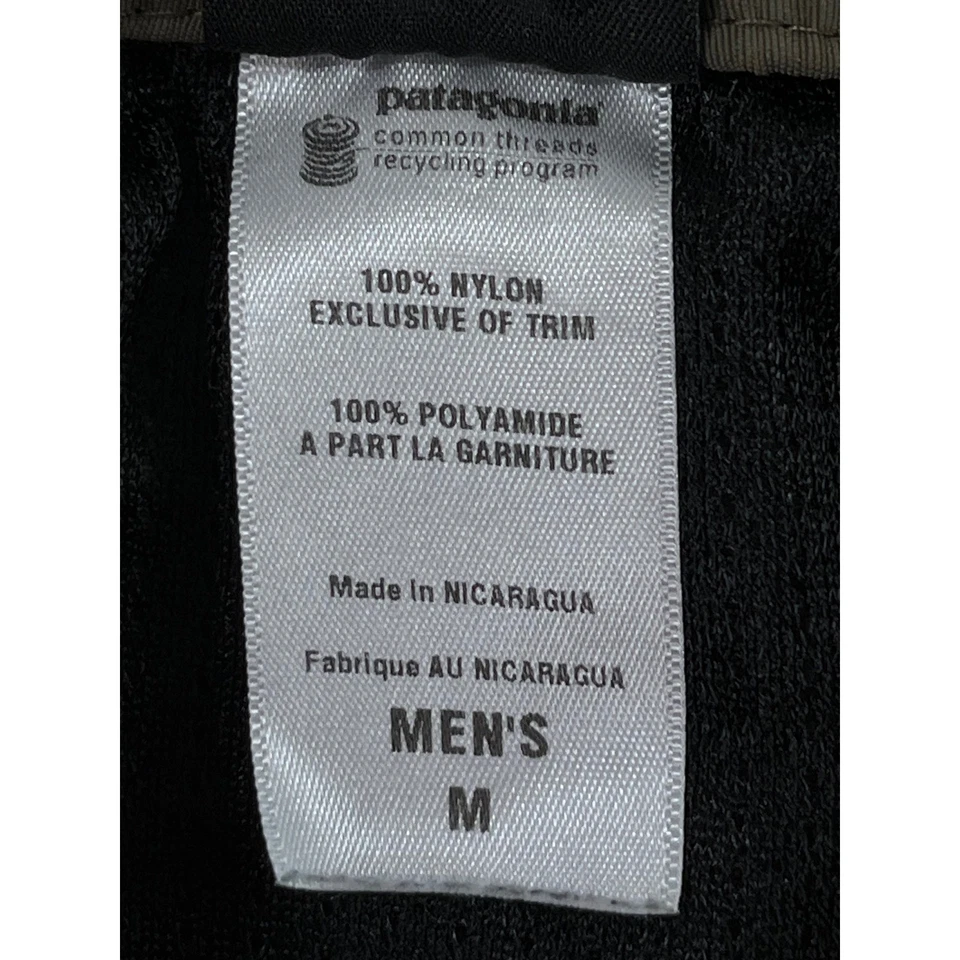 patagonia
common threads
recycling program
100% NYLON
EXCLUSIVE OF TRIM
100% POLYAMIDE
A PART LA GARNITURE
Made in NICARAGUA
Fabrique AU NICARAGUA
MEN'S
M